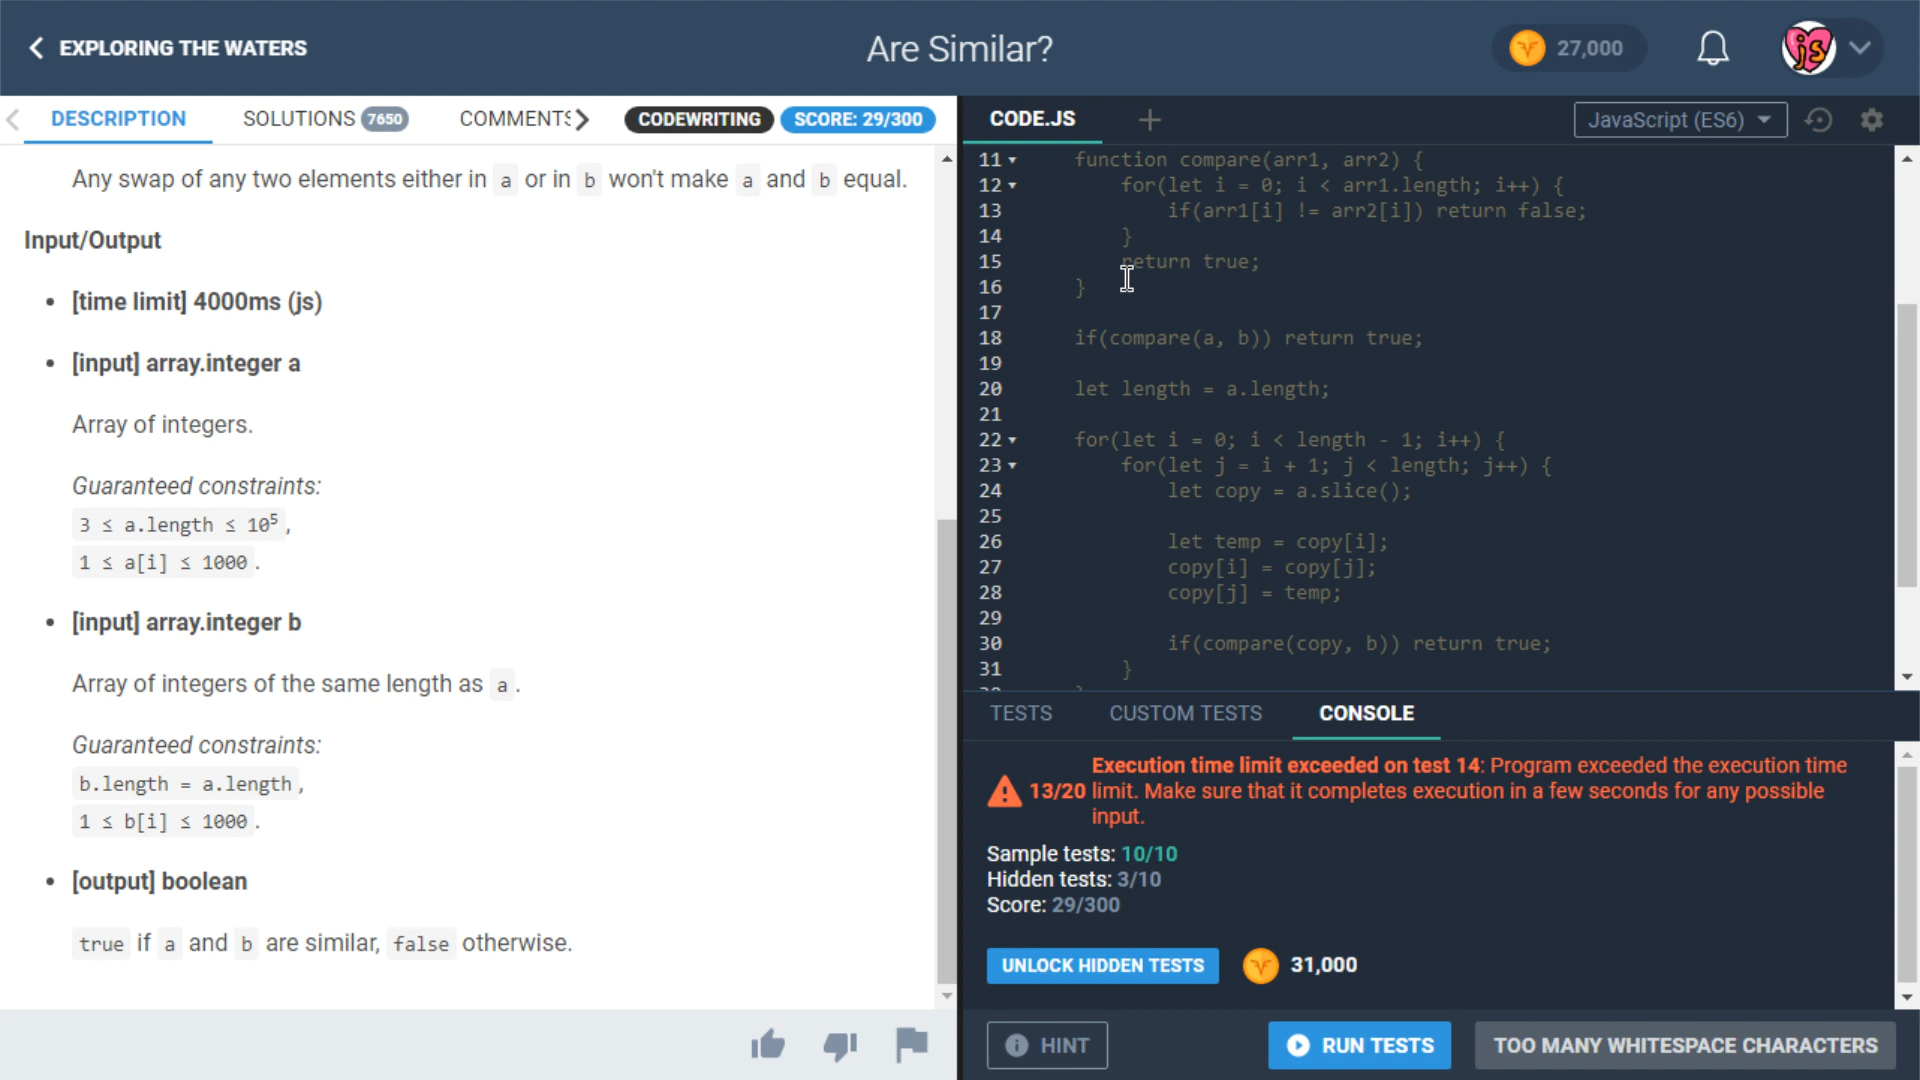 EXPLORING THE WATERS
Are Similar?
27,000
js
DESCRIPTION
SOLUTIONS 7650
COMMENTS
CODEWRITING
SCORE: 29/300
Any swap of any two elements either in a or in b won't make a and b equal.
Input/Output
• [time limit] 4000ms (js)
• [input] array.integer a
Array of integers.
Guaranteed constraints:
3 ≤ a.length ≤ 10⁵,
1 ≤ a[i] ≤ 1000.
• [input] array.integer b
Array of integers of the same length as a.
Guaranteed constraints:
b.length = a.length,
1 ≤ b[i] ≤ 1000.
• [output] boolean
true if a and b are similar, false otherwise.
CODE.JS
JavaScript (ES6)
11 function compare(arr1, arr2) {
12 for(let i = 0; i < arr1.length; i++) {
13 if(arr1[i] != arr2[i]) return false;
14 }
15 return true;
16 }
17
18 if(compare(a, b)) return true;
19
20 let length = a.length;
21
22 for(let i = 0; i < length - 1; i++) {
23 for(let j = i + 1; j < length; j++) {
24 let copy = a.slice();
25
26 let temp = copy[i];
27 copy[i] = copy[j];
28 copy[j] = temp;
29
30 if(compare(copy, b)) return true;
31 }
TESTS
CUSTOM TESTS
CONSOLE
13/20
Execution time limit exceeded on test 14: Program exceeded the execution time
limit. Make sure that it completes execution in a few seconds for any possible
input.
Sample tests: 10/10
Hidden tests: 3/10
Score: 29/300
UNLOCK HIDDEN TESTS
31,000
HINT
RUN TESTS
TOO MANY WHITESPACE CHARACTERS